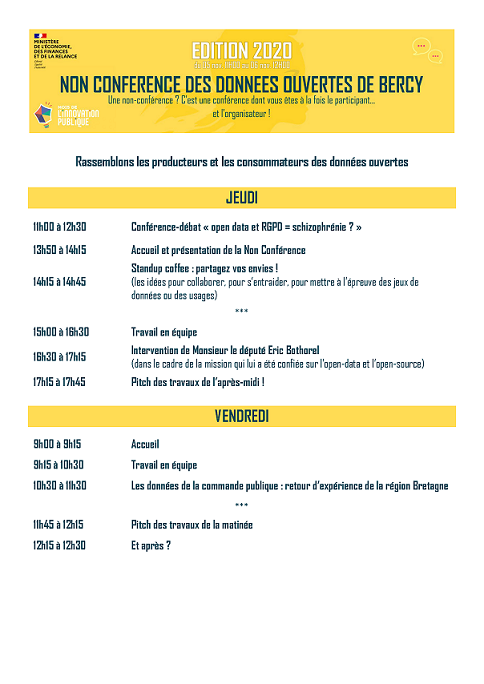 MINISTÈRE
DE L'ÉCONOMIE,
DES FINANCES
ET DE LA RELANCE
EDITION 2020
NON CONFERENCE DES DONNEES OUVERTES DE BERCY
Une non-conférence ? C'est une conférence dont vous êtes à la fois le participant...
et l'organisateur !
MOIS DE
L'INNOVATION
PUBLIQUE
Rassemblons les producteurs et les consommateurs des données ouvertes
JEUDI
11h00 à 12h30 Conférence-débat « open data et RGPD = schizophrénie ? »
13h50 à 14h15 Accueil et présentation de la Non Conférence
Standup coffee : partagez vos envies !
14h15 à 14h45 (les idées pour collaborer, pour s'entraider, pour mettre à l'épreuve des jeux de
données ou des usages)
***
15h00 à 16h30 Travail en équipe
16h30 à 17h15 Intervention de Monsieur le député Eric Bothorel
(dans le cadre de la mission qui lui a été confiée sur l'open-data et l'open-source)
17h15 à 17h45 Pitch des travaux de l'après-midi !
VENDREDI
9h00 à 9h15 Accueil
9h15 à 10h30 Travail en équipe
10h30 à 11h30 Les données de la commande publique : retour d'expérience de la région Bretagne
***
11h45 à 12h15 Pitch des travaux de la matinée
12h15 à 12h30 Et après ?